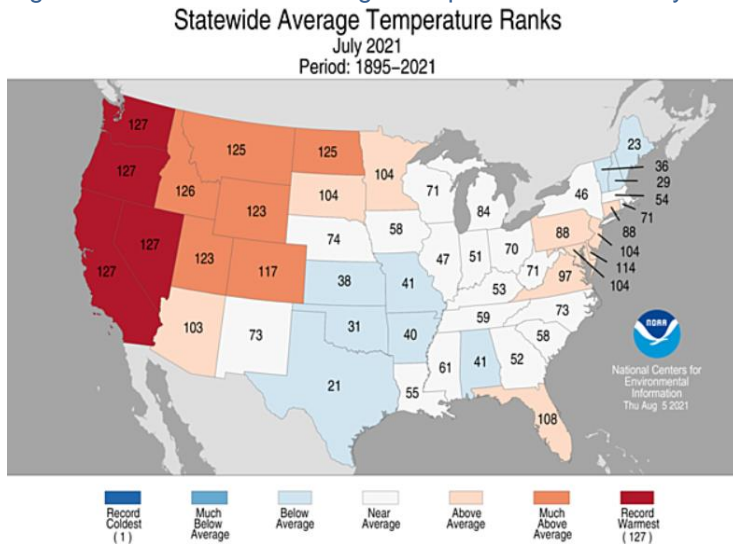 Statewide Average Temperature Ranks
July 2021
Period: 1895–2021
127
125
125
127
126
104
23
36
29
54
71
123
104
71
84
46
127
127
123
117
74
58
47
51
70
88
88
104
114
104
38
41
53
71
97
103
73
31
40
59
73
58
21
55
61
41
52
108
NOAA
National Centers for
Environmental
Information
Thu Aug 5 2021
Record
Coldest
(1)
Much
Below
Average
Below
Average
Near
Average
Above
Average
Much
Above
Average
Record
Warmest
(127)